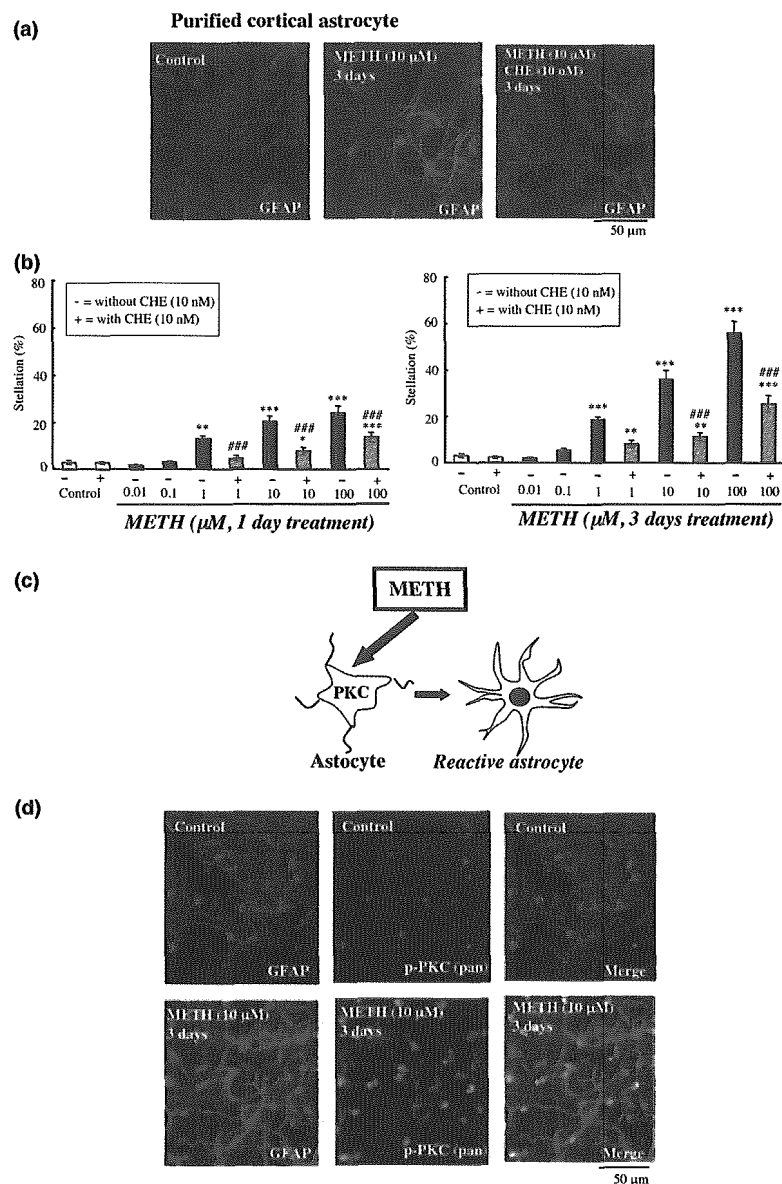 Purified cortical astrocyte
(a)
Control
GFAP
METH (10 µM)
3 days
GFAP
METH (10 µM)
CHE (10 nM)
3 days
GFAP
50 µm
(b)
Stellation (%)
80
60
40
20
0
- = without CHE (10 nM)
+ = with CHE (10 nM)
** ### *** ### * *** ### ***
- + - - - + - + - +
Control 0.01 0.1 1 1 10 10 100 100
METH (µM, 1 day treatment)
Stellation (%)
80
60
40
20
0
- = without CHE (10 nM)
+ = with CHE (10 nM)
*** ** *** ### ** *** ### ***
- + - - - + - + - +
Control 0.01 0.1 1 1 10 10 100 100
METH (µM, 3 days treatment)
(c)
METH
PKC
Astocyte
Reactive astrocyte
(d)
Control
GFAP
Control
p-PKC (pan)
Control
Merge
METH (10 µM)
3 days
GFAP
METH (10 µM)
3 days
p-PKC (pan)
METH (10 µM)
3 days
Merge
50 µm